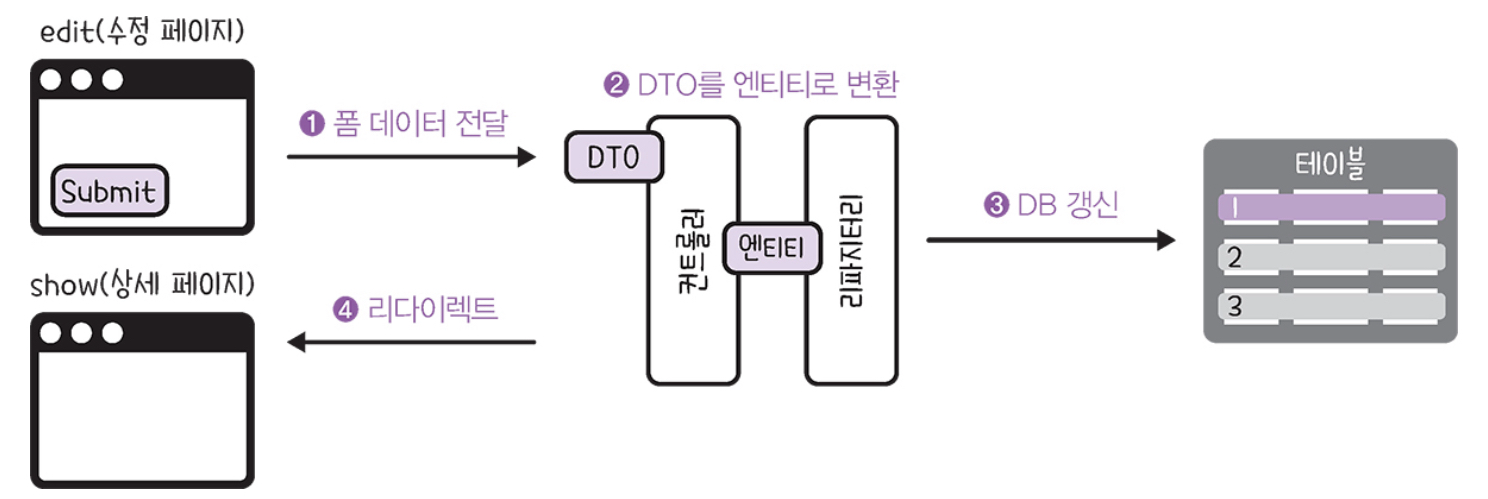 edit(수정 페이지)
Submit
❶ 폼 데이터 전달
❷ DTO를 엔티티로 변환
DTO
컨트롤러
엔티티
리파지터리
❸ DB 갱신
테이블
1
2
3
❹ 리다이렉트
show(상세 페이지)